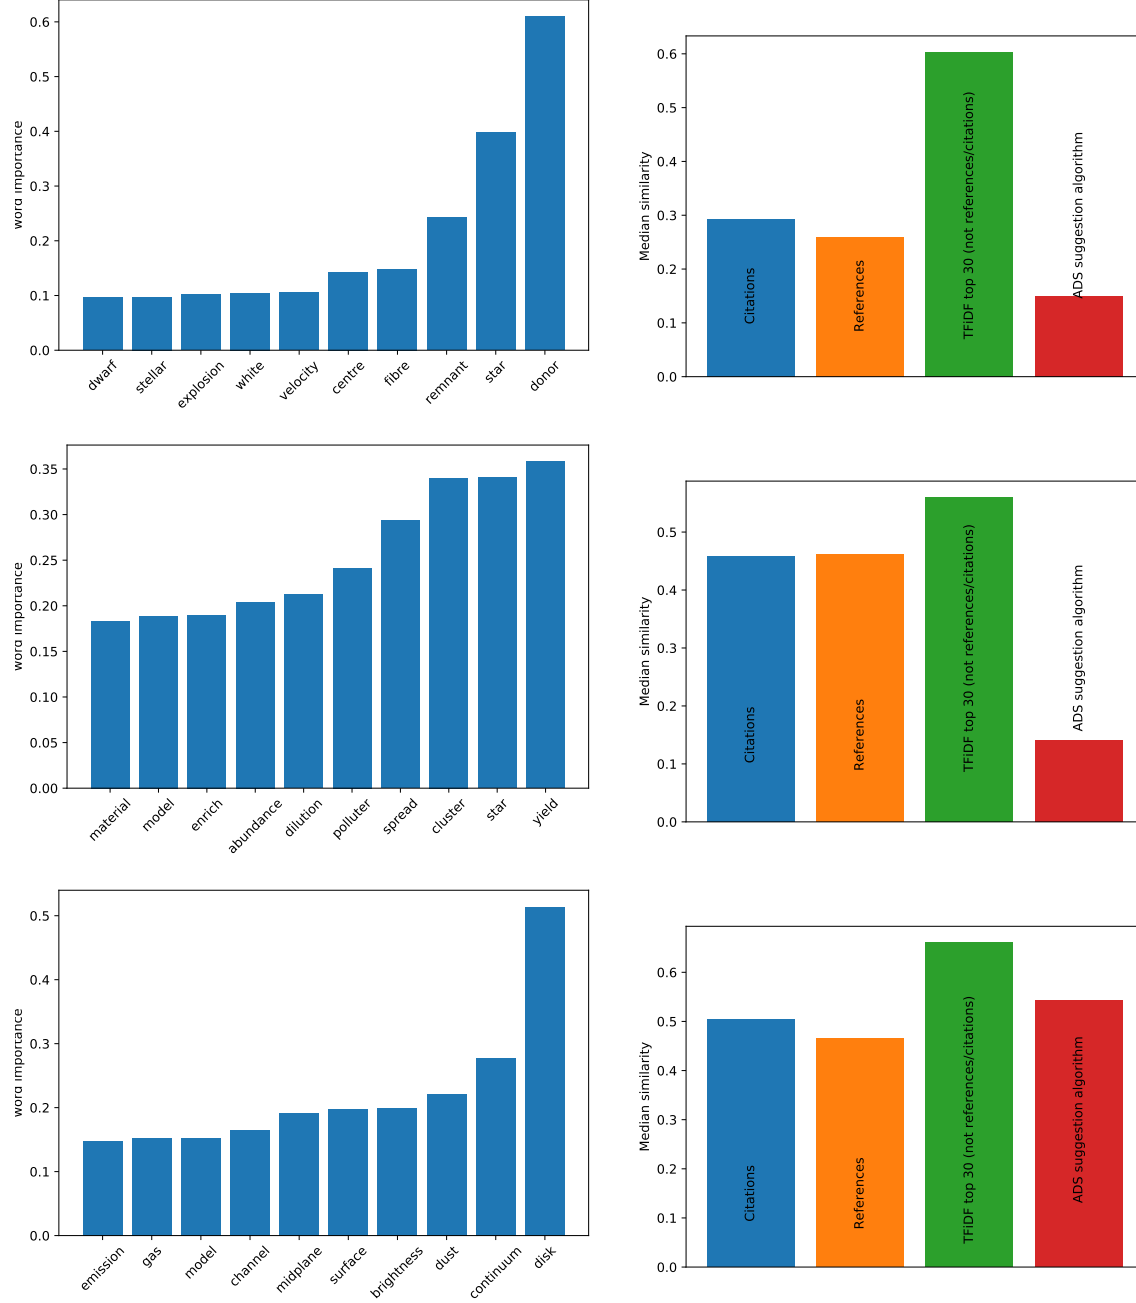 word importance
0.6
0.5
0.4
0.3
0.2
0.1
0.0
dwarf
stellar
explosion
white
velocity
centre
fibre
remnant
star
donor
Median similarity
0.6
0.5
0.4
0.3
0.2
0.1
0.0
Citations
References
TFiDF top 30 (not references/citations)
ADS suggestion algorithm
word importance
0.35
0.30
0.25
0.20
0.15
0.10
0.05
0.00
material
model
enrich
abundance
dilution
polluter
spread
cluster
star
yield
Median similarity
0.5
0.4
0.3
0.2
0.1
0.0
Citations
References
TFiDF top 30 (not references/citations)
ADS suggestion algorithm
word importance
0.5
0.4
0.3
0.2
0.1
0.0
emission
gas
model
channel
midplane
surface
brightness
dust
continuum
disk
Median similarity
0.6
0.5
0.4
0.3
0.2
0.1
0.0
Citations
References
TFiDF top 30 (not references/citations)
ADS suggestion algorithm